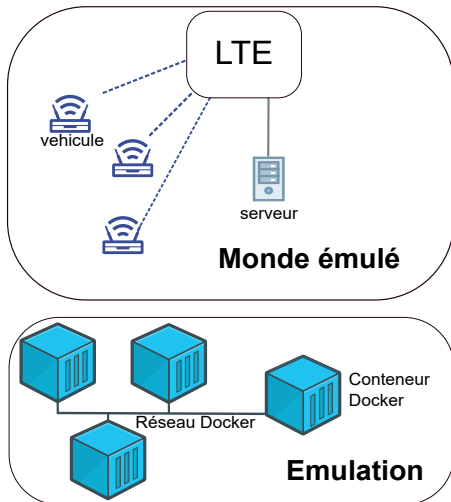 LTE
vehicule
serveur
Monde émulé
Conteneur
Docker
Réseau Docker
Emulation